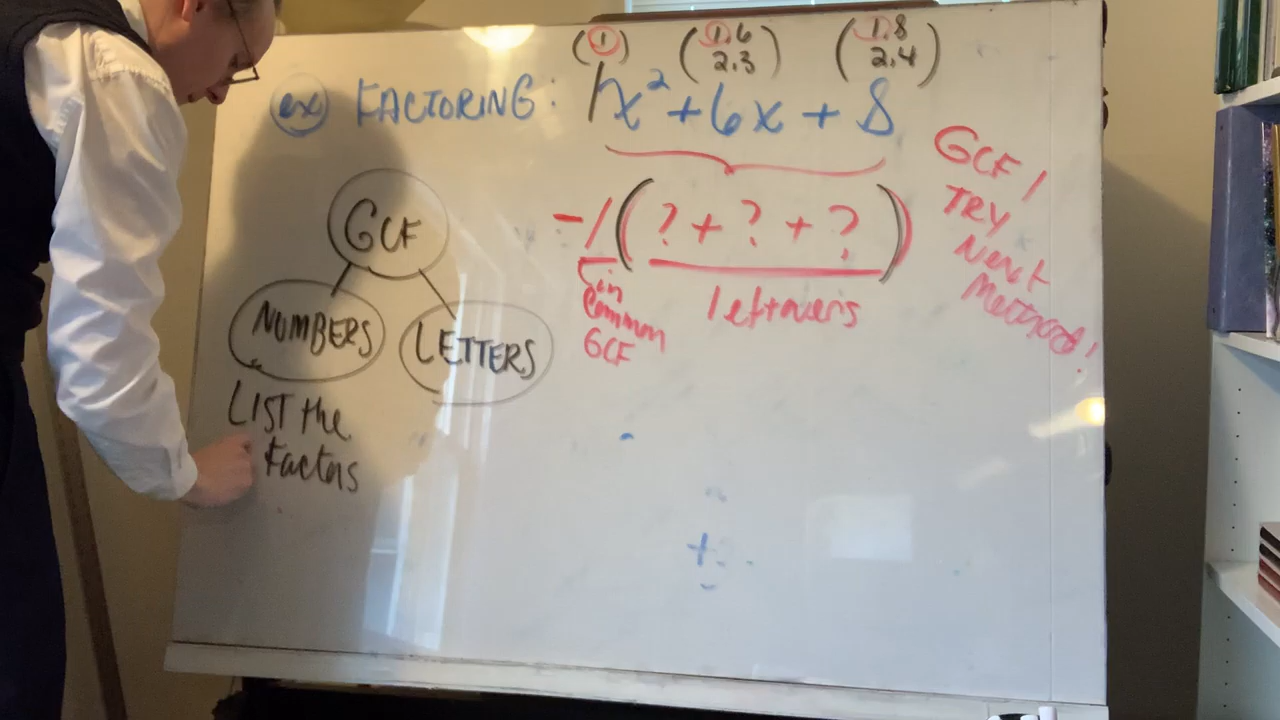 (1) (1,6 (1,8
2,3) 2,4)
ex FACTORING: 1x² + 6x + 8
GCF!
TRY
Next
Method!
-1(? + ? + ?)
in
Common
GCF
leftovers
GCF
NUMBERS
LETTERS
LIST the
Factors